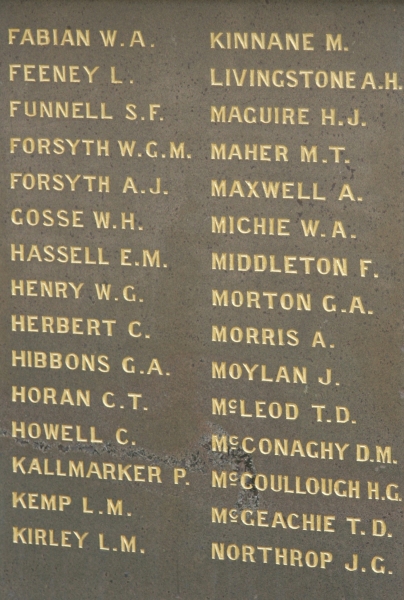 FABIAN W.A.
FEENEY L.
FUNNELL S.F.
FORSYTH W.G.M.
FORSYTH A.J.
GOSSE W.H.
HASSELL E.M.
HENRY W.G.
HERBERT C.
HIBBONS G.A.
HORAN C.T.
HOWELL C.
KALLMARKER P.
KEMP L.M.
KIRLEY L.M.
KINNANE M.
LIVINGSTONE A.H.
MAGUIRE H.J.
MAHER M.T.
MAXWELL A.
MICHIE W.A.
MIDDLETON F.
MORTON G.A.
MORRIS A.
MOYLAN J.
McLEOD T.D.
McCONAGHY D.M.
McCOULLOUGH H.G.
McGEACHIE T.D.
NORTHROP J.G.